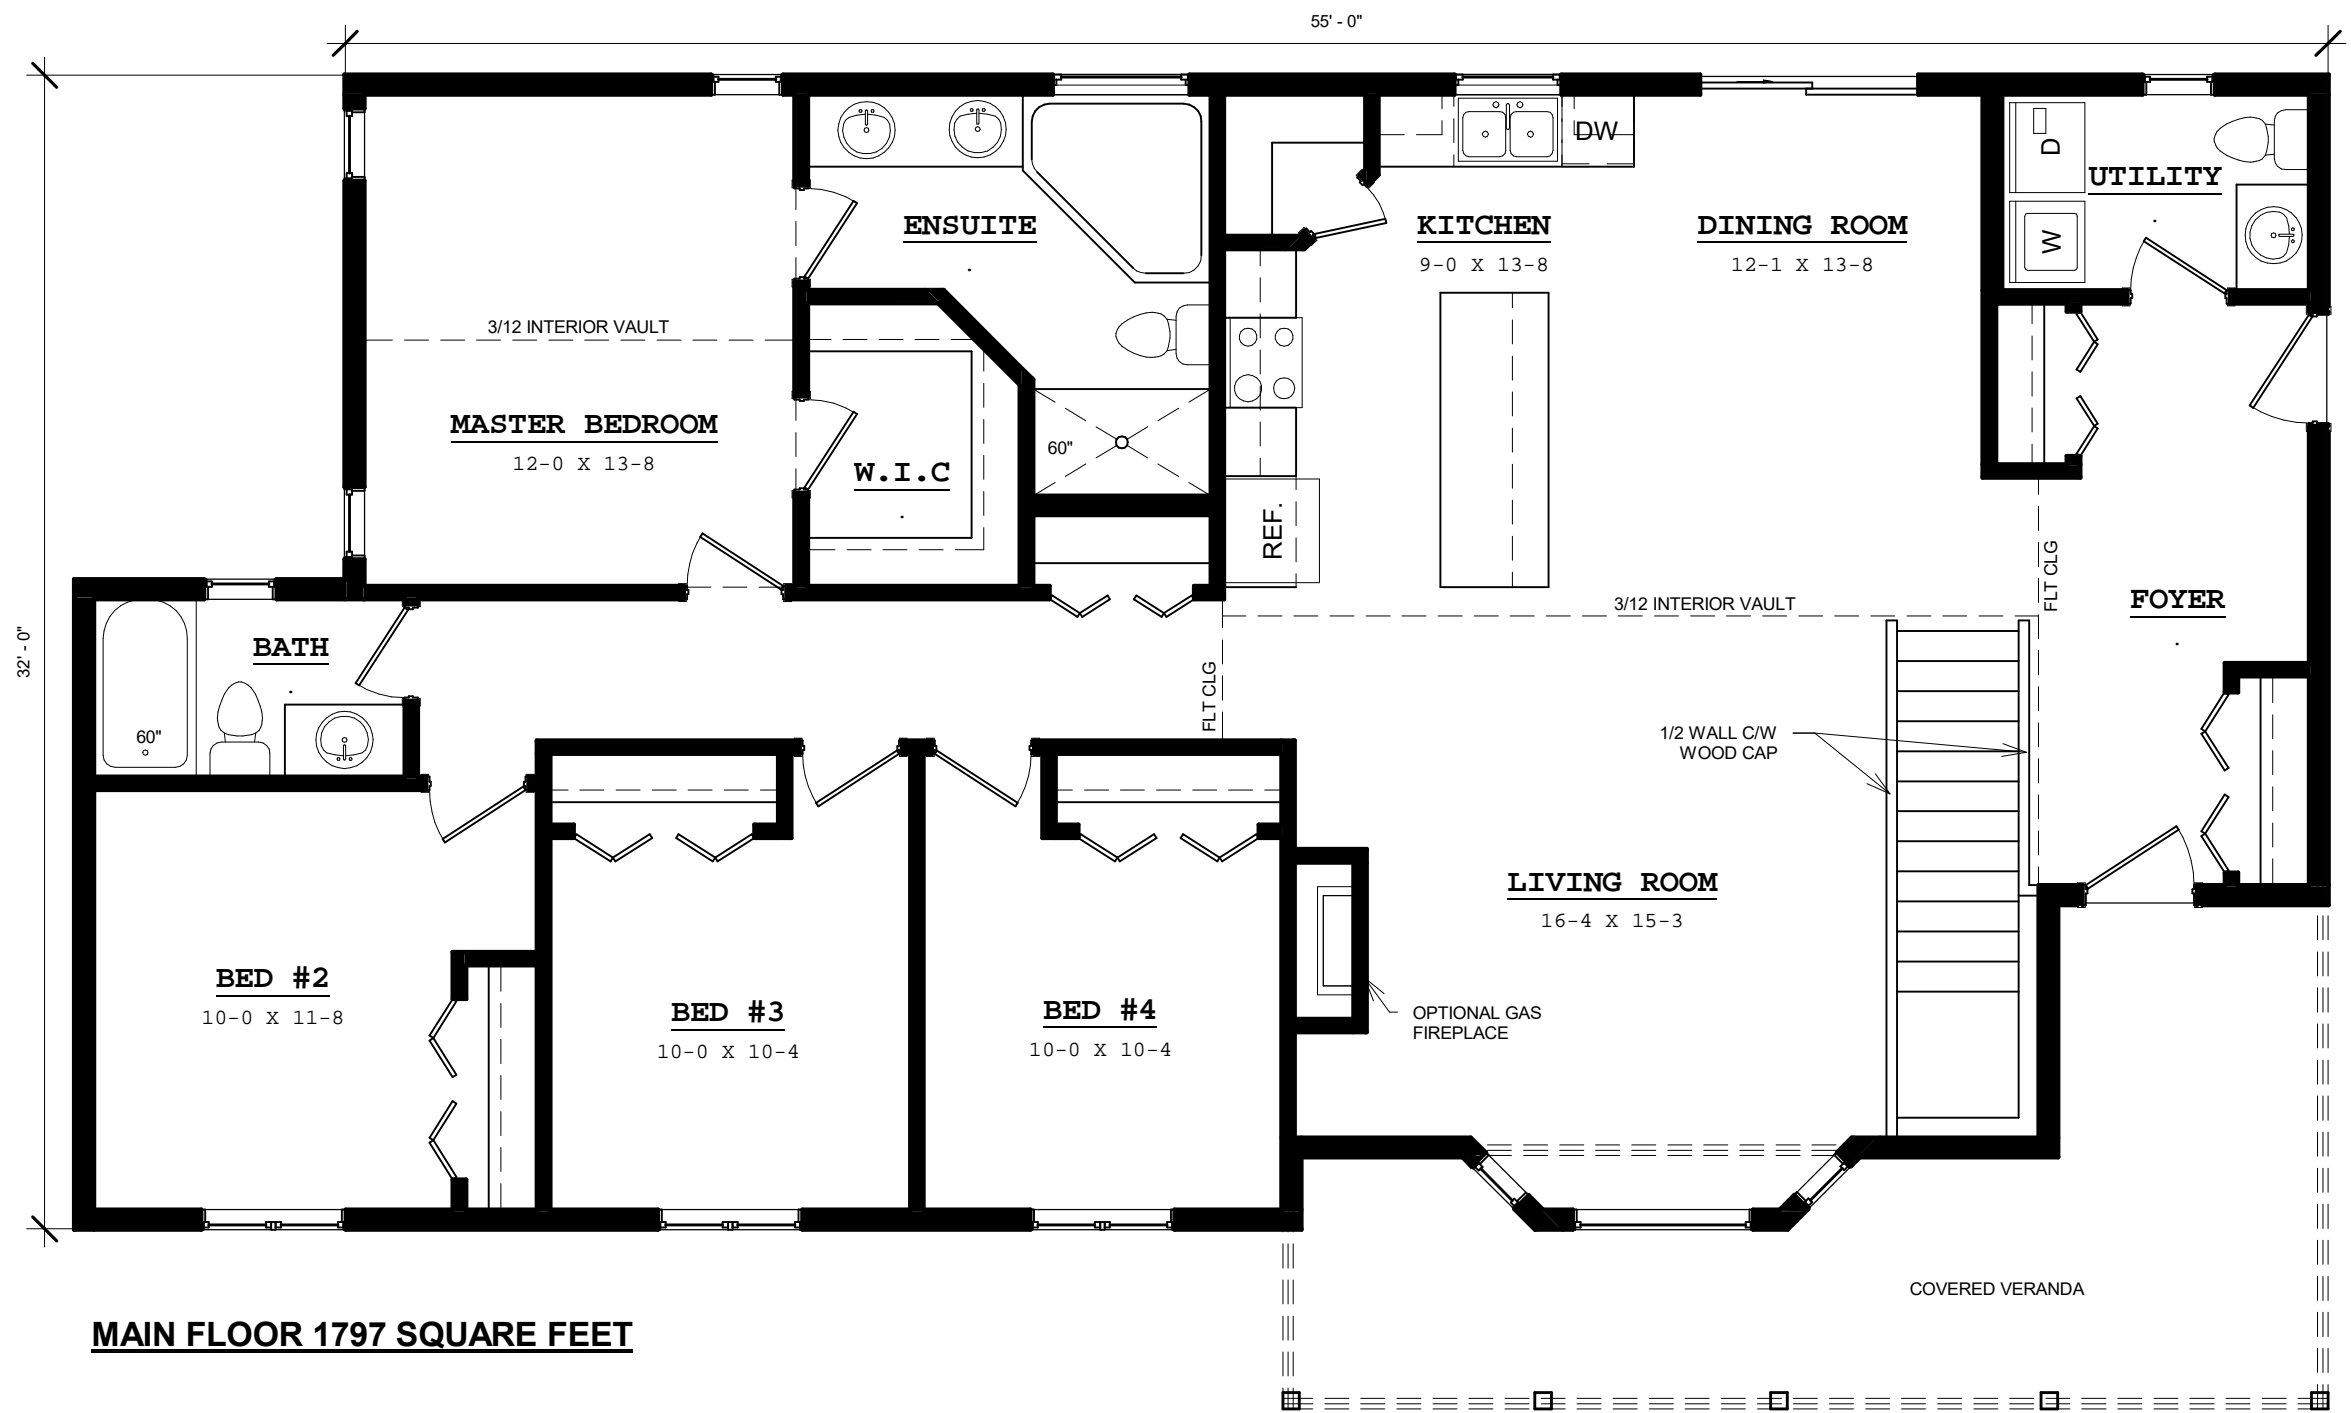 55' - 0"
DW
D
UTILITY
W
ENSUITE
KITCHEN
9-0 X 13-8
DINING ROOM
12-1 X 13-8
3/12 INTERIOR VAULT
MASTER BEDROOM
12-0 X 13-8
W.I.C
60"
REF.
FLT CLG
3/12 INTERIOR VAULT
FOYER
32' - 0"
BATH
60"
FLT CLG
1/2 WALL C/W
WOOD CAP
LIVING ROOM
16-4 X 15-3
BED #2
10-0 X 11-8
BED #3
10-0 X 10-4
BED #4
10-0 X 10-4
OPTIONAL GAS
FIREPLACE
COVERED VERANDA
MAIN FLOOR 1797 SQUARE FEET